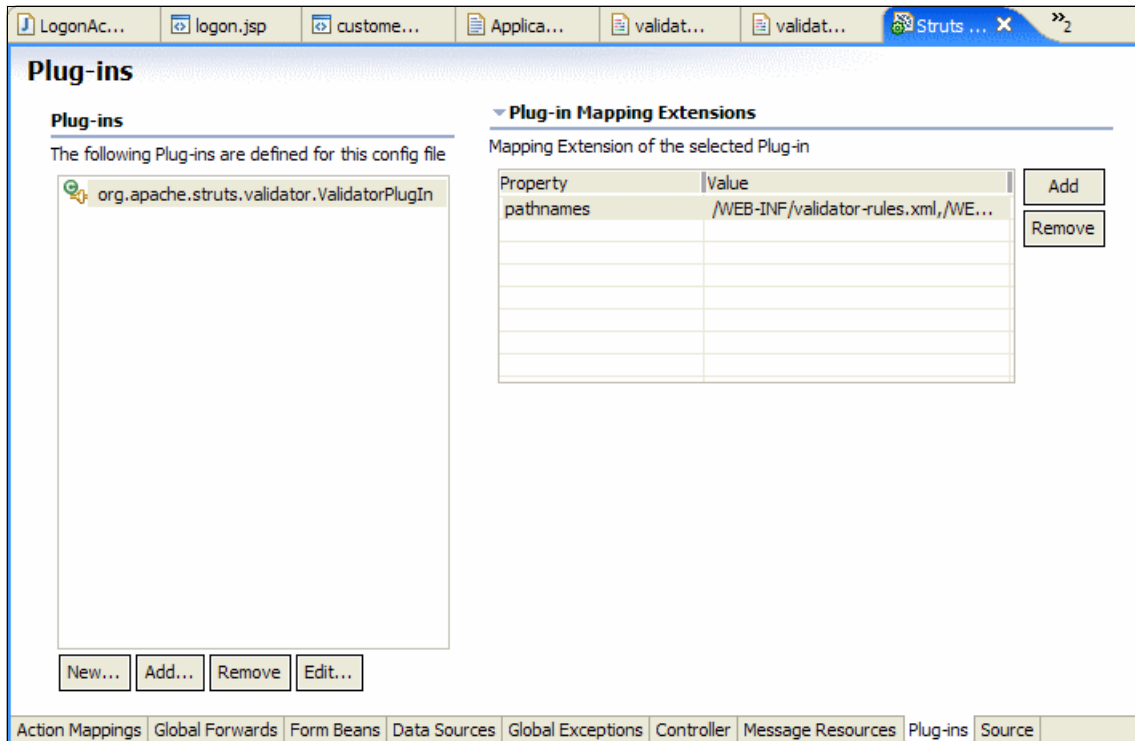 LogonAc... logon.jsp custome... Applica... validat... validat... Struts ... »2
Plug-ins
Plug-ins
The following Plug-ins are defined for this config file
org.apache.struts.validator.ValidatorPlugIn
New... Add... Remove Edit...
Plug-in Mapping Extensions
Mapping Extension of the selected Plug-in
Property Value
pathnames /WEB-INF/validator-rules.xml,/WE...
Add
Remove
Action Mappings Global Forwards Form Beans Data Sources Global Exceptions Controller Message Resources Plug-ins Source